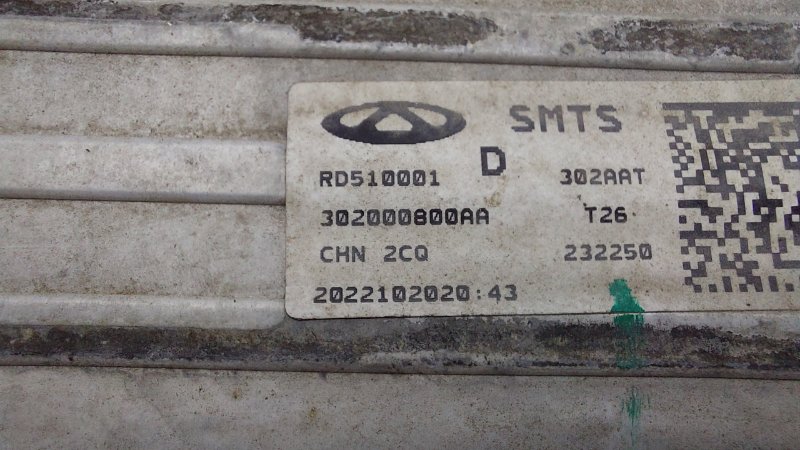 SMTS
D
RD510001 302AAT
302000800AA T26
CHN 2CQ 232250
2022102020:43